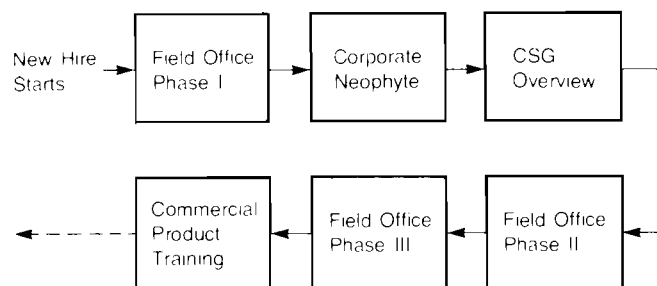 New Hire
Starts
Field Office
Phase I
Corporate
Neophyte
CSG
Overview
Commercial
Product
Training
Field Office
Phase III
Field Office
Phase II